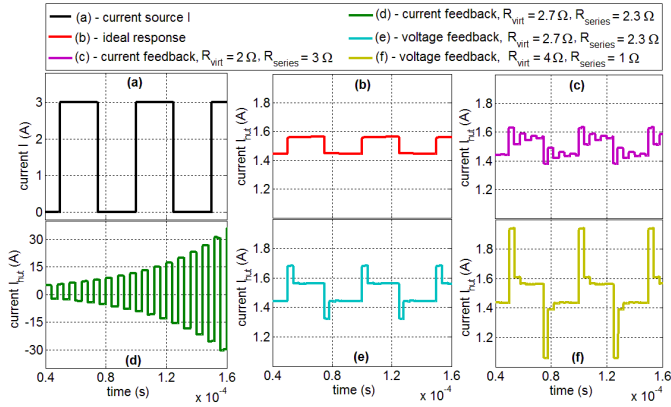 (a) - current source I
(b) - ideal response
(c) - current feedback, R_virt = 2 Ω, R_series = 3 Ω
(d) - current feedback R_virt = 2.7 Ω, R_series = 2.3 Ω
(e) - voltage feedback, R_virt = 2.7 Ω, R_series = 2.3 Ω
(f) - voltage feedback, R_virt = 4 Ω, R_series = 1 Ω
(a)
current I (A)
3
2
1
0
(b)
current I_hut (A)
1.8
1.6
1.4
1.2
(c)
current I_hut (A)
1.8
1.6
1.4
1.2
(d)
current I_hut (A)
30
15
0
-15
-30
0.4 0.8 1.2 1.6
time (s)
x 10^-4
(e)
current I_hut (A)
1.8
1.6
1.4
1.2
0.4 0.8 1.2 1.6
time (s)
x 10^-4
(f)
current I_hut (A)
1.8
1.6
1.4
1.2
0.4 0.8 1.2 1.6
time (s)
x 10^-4